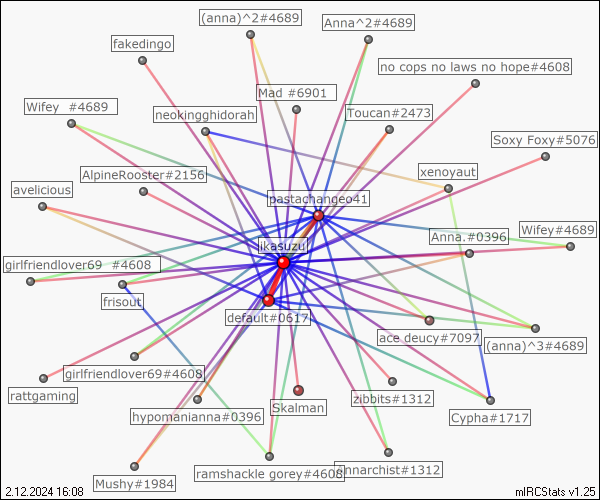 (anna)^2#4689
Anna^2#4689
fakedingo
no cops no laws no hope#4608
Mad #6901
Wifey #4689
neokingghidorah
Toucan#2473
Soxy Foxy#5076
xenoyaut
AlpineRooster#2156
avelicious
pastachangeo41
Anna.#0396
Wifey#4689
ikasuzu
girlfriendlover69 #4608
frisout
default#0617
ace deucy#7097
(anna)^3#4689
girlfriendlover69#4608
rattgaming
zibbits#1312
Skalman
hypomanianna#0396
Cypha#1717
ramshackle gorey#4608
annarchist#1312
Mushy#1984
2.12.2024 16:08
mIRCStats v1.25